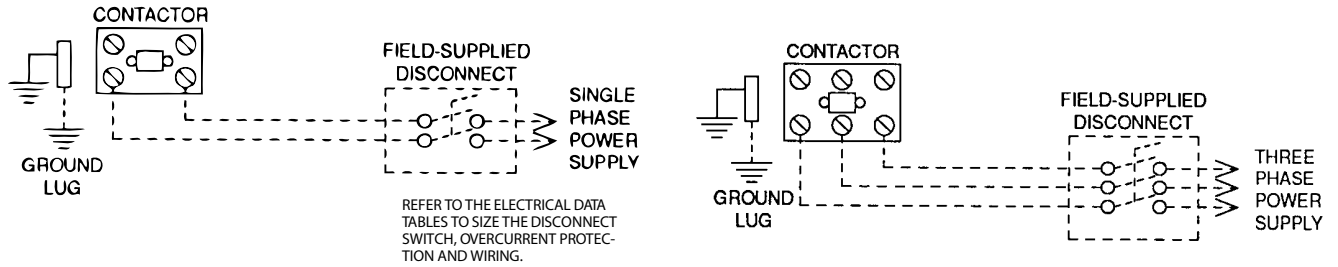 CONTACTOR
FIELD-SUPPLIED
DISCONNECT
SINGLE
PHASE
POWER
SUPPLY
GROUND
LUG
REFER TO THE ELECTRICAL DATA
TABLES TO SIZE THE DISCONNECT
SWITCH, OVERCURRENT PROTEC-
TION AND WIRING.
CONTACTOR
FIELD-SUPPLIED
DISCONNECT
THREE
PHASE
POWER
SUPPLY
GROUND
LUG